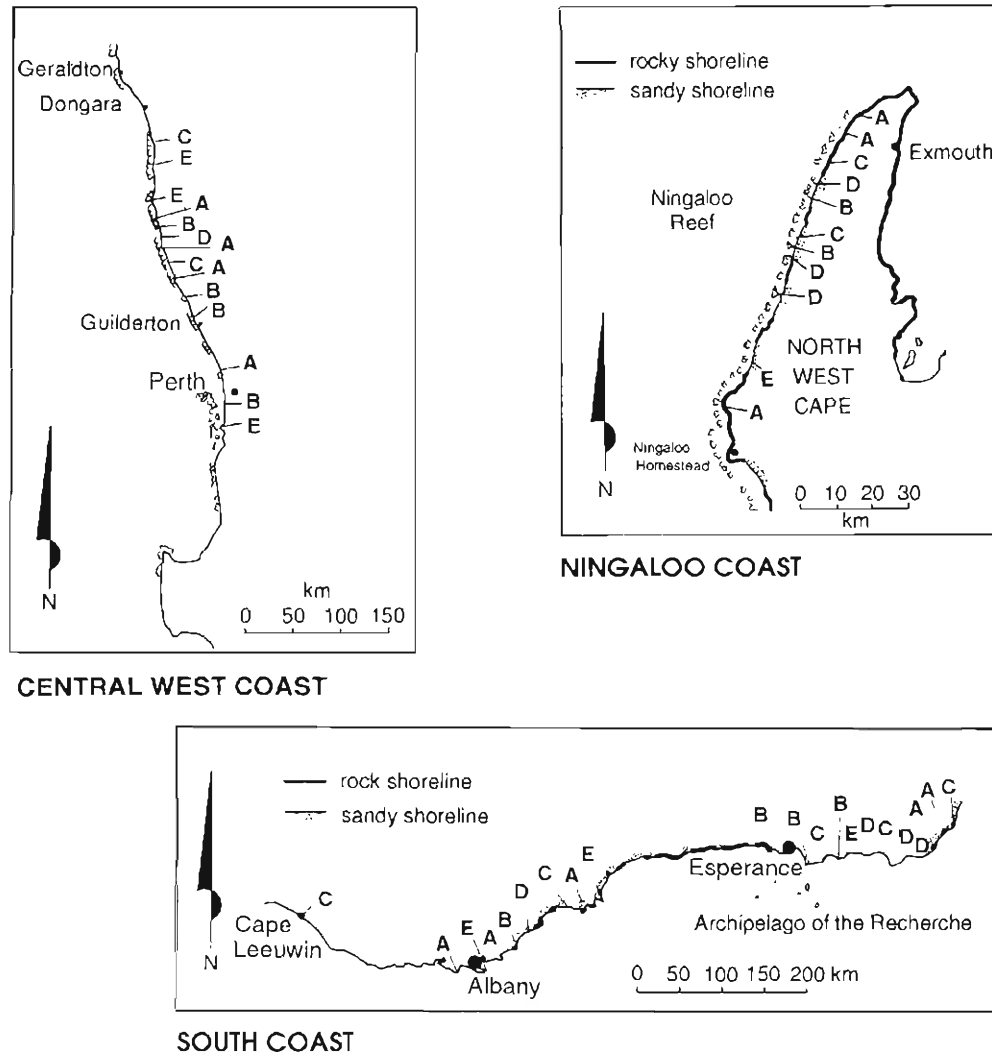 Geraldton
Dongara
C
E
E
A
B
D
A
C
A
B
B
Guilderton
A
Perth
B
E
N
km
0 50 100 150
CENTRAL WEST COAST
rocky shoreline
sandy shoreline
A
A
Exmouth
C
D
Ningaloo
Reef
B
C
B
D
D
NORTH
WEST
CAPE
E
A
Ningaloo
Homestead
N
0 10 20 30
km
NINGALOO COAST
rock shoreline
sandy shoreline
A C
A
B B B
C E D C D D
Esperance
E
A
C
D
Archipelago of the Recherche
C
Cape
Leeuwin
B
A
E
A
Albany
N
0 50 100 150 200 km
SOUTH COAST